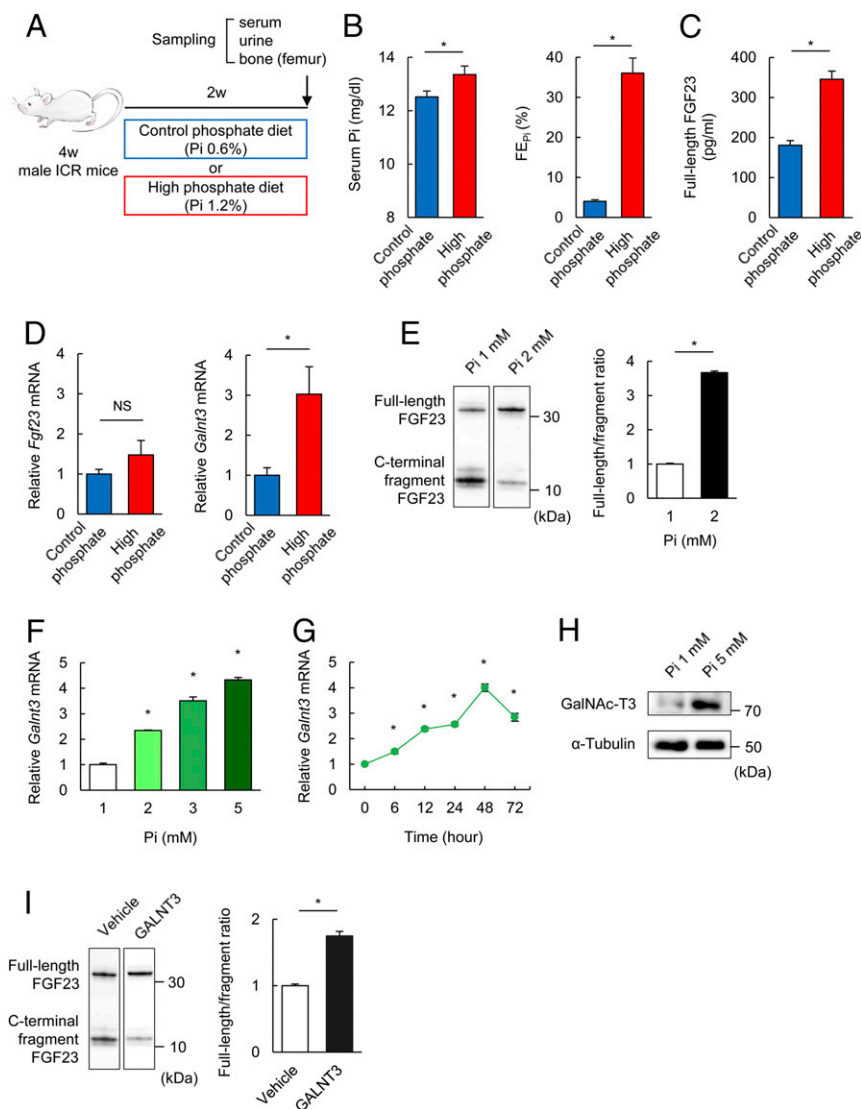 A
Sampling
serum
urine
bone (femur)
2w
4w
male ICR mice
Control phosphate diet
(Pi 0.6%)
or
High phosphate diet
(Pi 1.2%)
B
Serum Pi (mg/dl)
14
13
12
11
10
9
8
*
Control
phosphate
High
phosphate
FEPi (%)
40
30
20
10
0
*
Control
phosphate
High
phosphate
C
Full-length FGF23
(pg/ml)
400
300
200
100
0
*
Control
phosphate
High
phosphate
D
Relative Fgf23 mRNA
4
3
2
1
0
NS
Control
phosphate
High
phosphate
Relative Galnt3 mRNA
4
3
2
1
0
*
Control
phosphate
High
phosphate
E
Pi 1 mM
Pi 2 mM
Full-length
FGF23
C-terminal
fragment
FGF23
30
10
(kDa)
Full-length/fragment ratio
4
3
2
1
0
*
1
2
Pi (mM)
F
Relative Galnt3 mRNA
5
4
3
2
1
0
*
*
*
1
2
3
5
Pi (mM)
G
Relative Galnt3 mRNA
5
4
3
2
1
0
*
*
*
*
*
0
6
12
24
48
72
Time (hour)
H
Pi 1 mM
Pi 5 mM
GalNAc-T3
70
α-Tubulin
50
(kDa)
I
Vehicle
GALNT3
Full-length
FGF23
C-terminal
fragment
FGF23
30
10
(kDa)
Full-length/fragment ratio
2
1
0
*
Vehicle
GALNT3